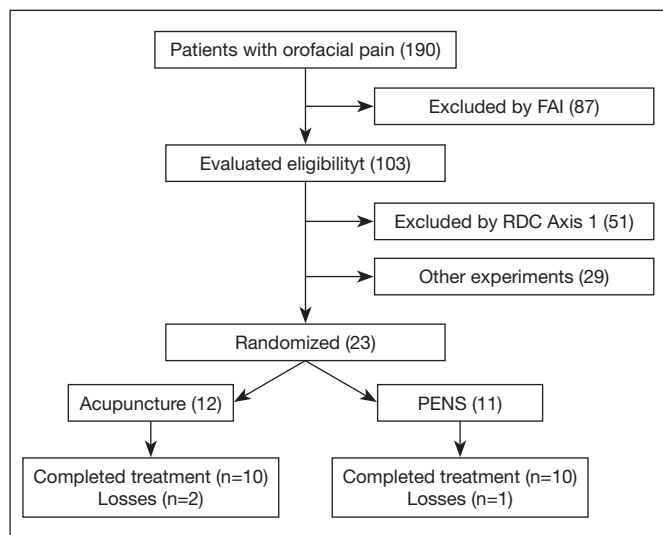 Patients with orofacial pain (190)
Excluded by FAI (87)
Evaluated eligibilityt (103)
Excluded by RDC Axis 1 (51)
Other experiments (29)
Randomized (23)
Acupuncture (12)
PENS (11)
Completed treatment (n=10)
Losses (n=2)
Completed treatment (n=10)
Losses (n=1)